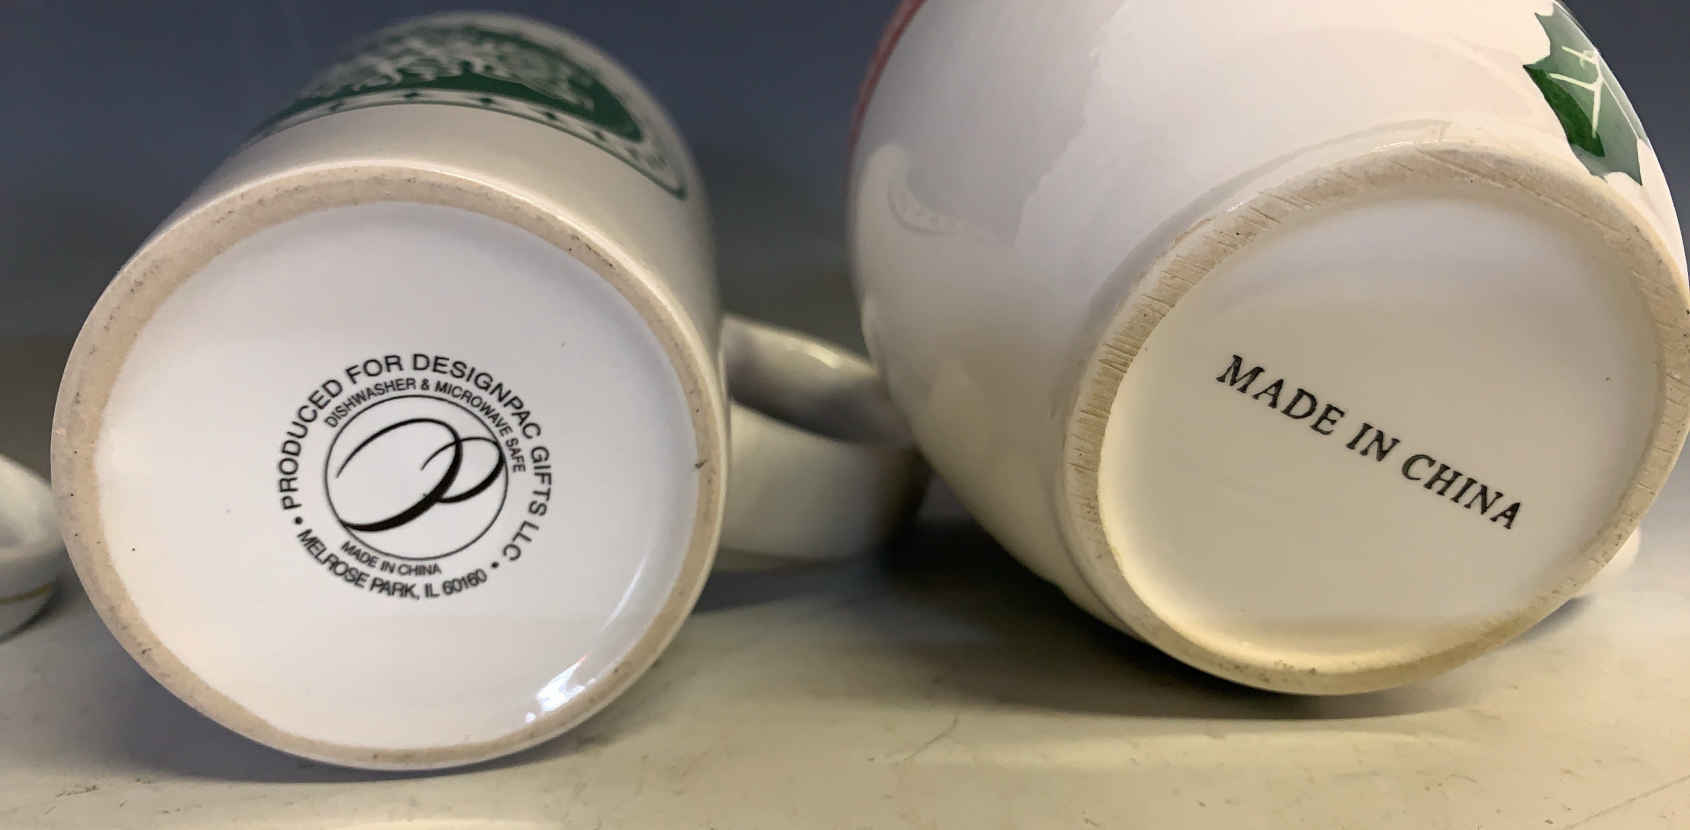 • PRODUCED FOR DESIGNPAC GIFTS LLC •
DISHWASHER & MICROWAVE SAFE
MADE IN CHINA
MELROSE PARK, IL 60160
MADE IN CHINA